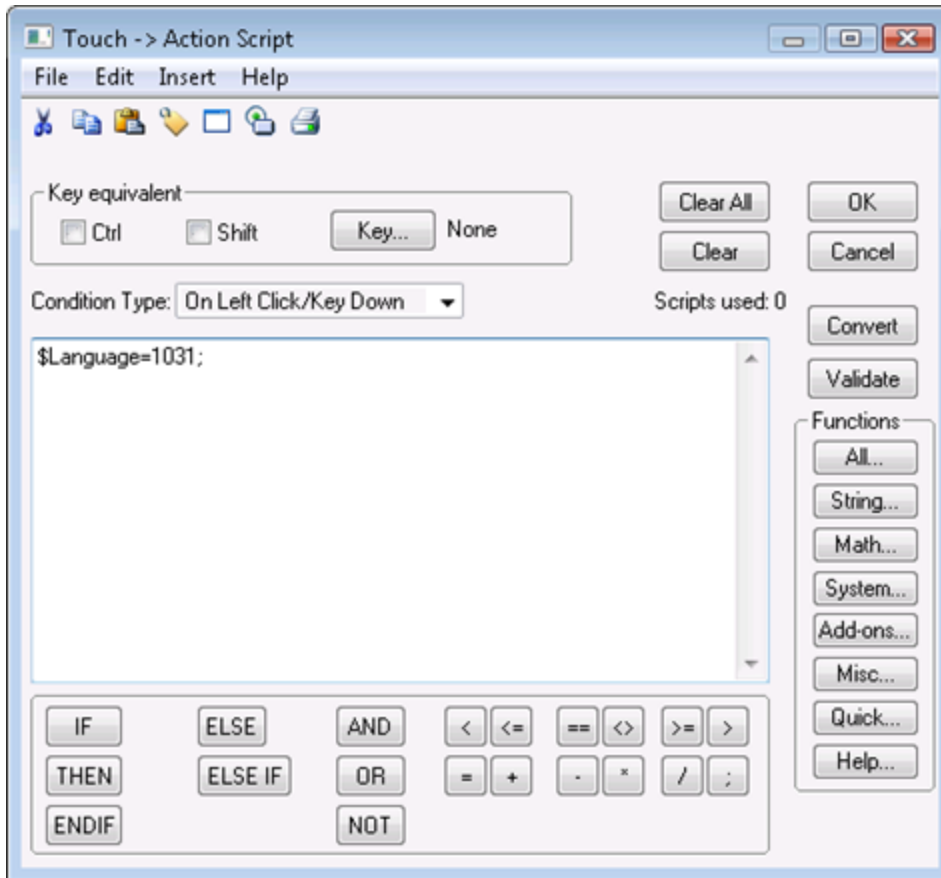 Touch -> Action Script
File Edit Insert Help
Key equivalent
Ctrl Shift Key... None
Clear All OK
Clear Cancel
Condition Type: On Left Click/Key Down Scripts used: 0
Convert
$Language=1031;
Validate
Functions
All...
String...
Math...
System...
Add-ons...
Misc...
Quick...
Help...
IF ELSE AND < <= == <> >= >
THEN ELSE IF OR = + - * / ;
ENDIF NOT